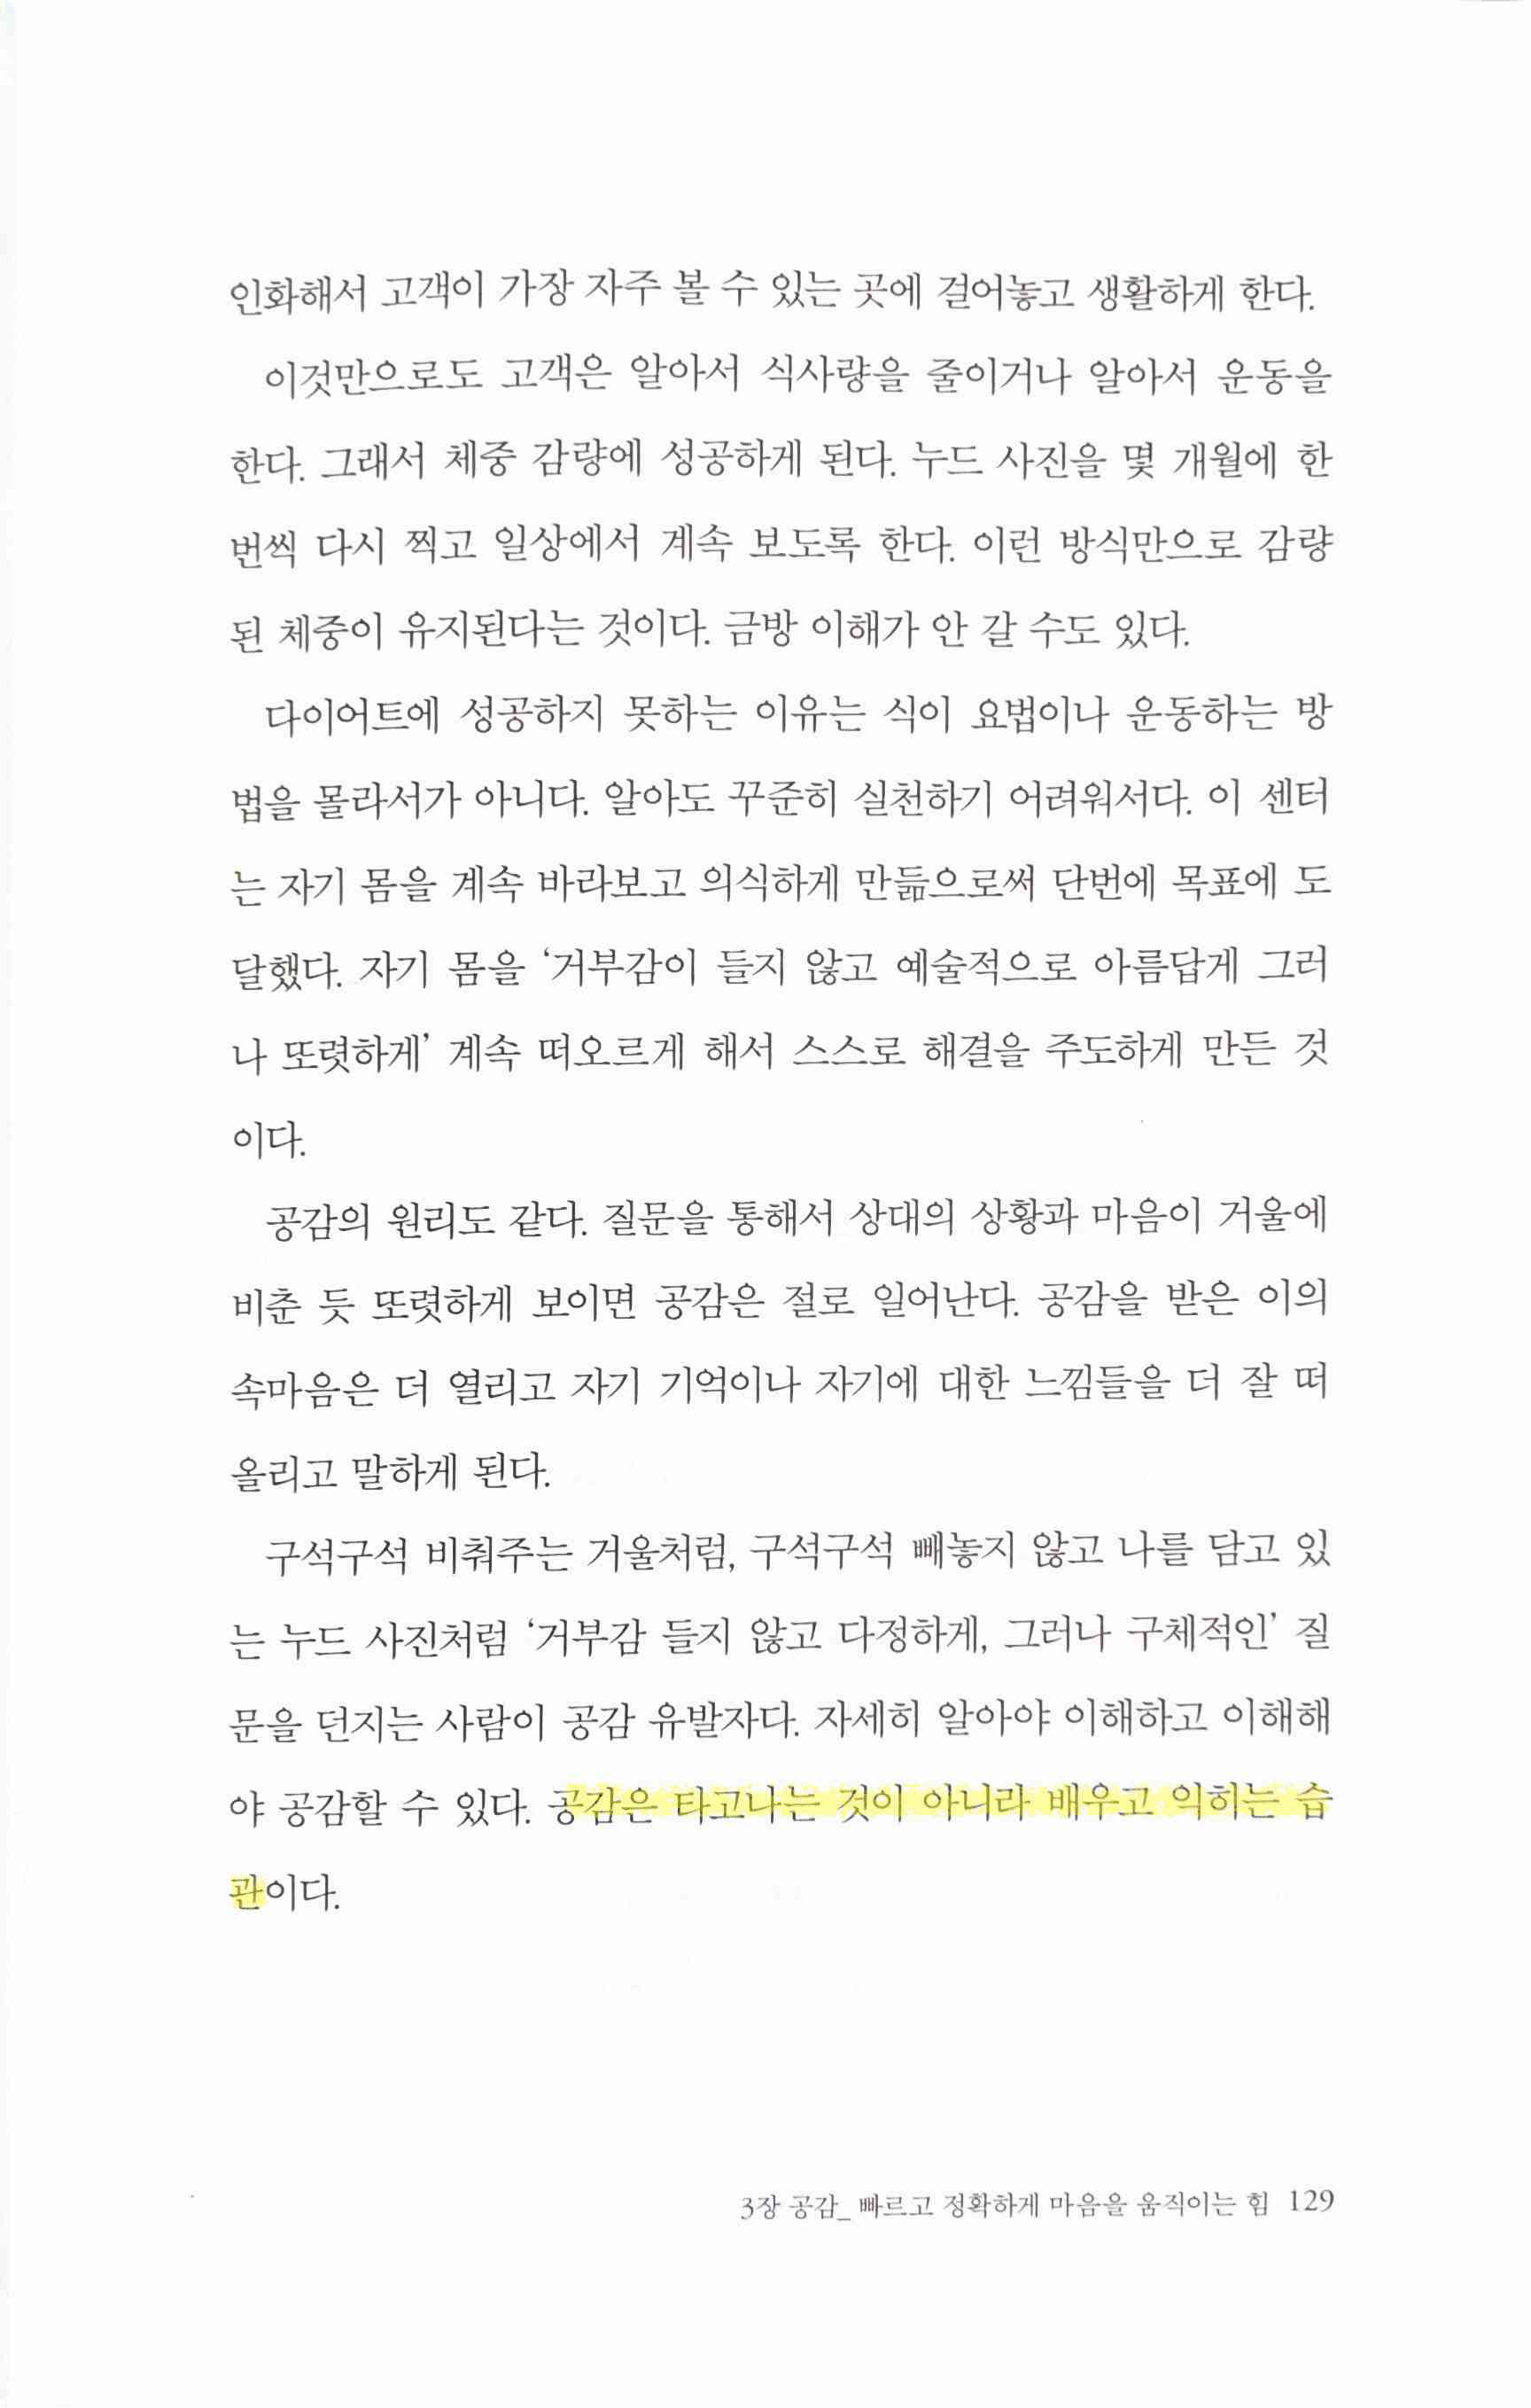 인화해서 고객이 가장 자주 볼 수 있는 곳에 걸어놓고 생활하게 한다.
이것만으로도 고객은 알아서 식사량을 줄이거나 알아서 운동을
한다. 그래서 체중 감량에 성공하게 된다. 누드 사진을 몇 개월에 한
번씩 다시 찍고 일상에서 계속 보도록 한다. 이런 방식만으로 감량
된 체중이 유지된다는 것이다. 금방 이해가 안 갈 수도 있다.
다이어트에 성공하지 못하는 이유는 식이 요법이나 운동하는 방
법을 몰라서가 아니다. 알아도 꾸준히 실천하기 어려워서다. 이 센터
는 자기 몸을 계속 바라보고 의식하게 만듦으로써 단번에 목표에 도
달했다. 자기 몸을 ‘거부감이 들지 않고 예술적으로 아름답게 그러
나 또렷하게’ 계속 떠오르게 해서 스스로 해결을 주도하게 만든 것
이다.
공감의 원리도 같다. 질문을 통해서 상대의 상황과 마음이 거울에
비춘 듯 또렷하게 보이면 공감은 절로 일어난다. 공감을 받은 이의
속마음은 더 열리고 자기 기억이나 자기에 대한 느낌들을 더 잘 떠
올리고 말하게 된다.
구석구석 비춰주는 거울처럼, 구석구석 빼놓지 않고 나를 담고 있
는 누드 사진처럼 ‘거부감 들지 않고 다정하게, 그러나 구체적인’ 질
문을 던지는 사람이 공감 유발자다. 자세히 알아야 이해하고 이해해
야 공감할 수 있다. 공감은 타고나는 것이 아니라 배우고 익히는 습
관이다.
3장 공감_ 빠르고 정확하게 마음을 움직이는 힘 129